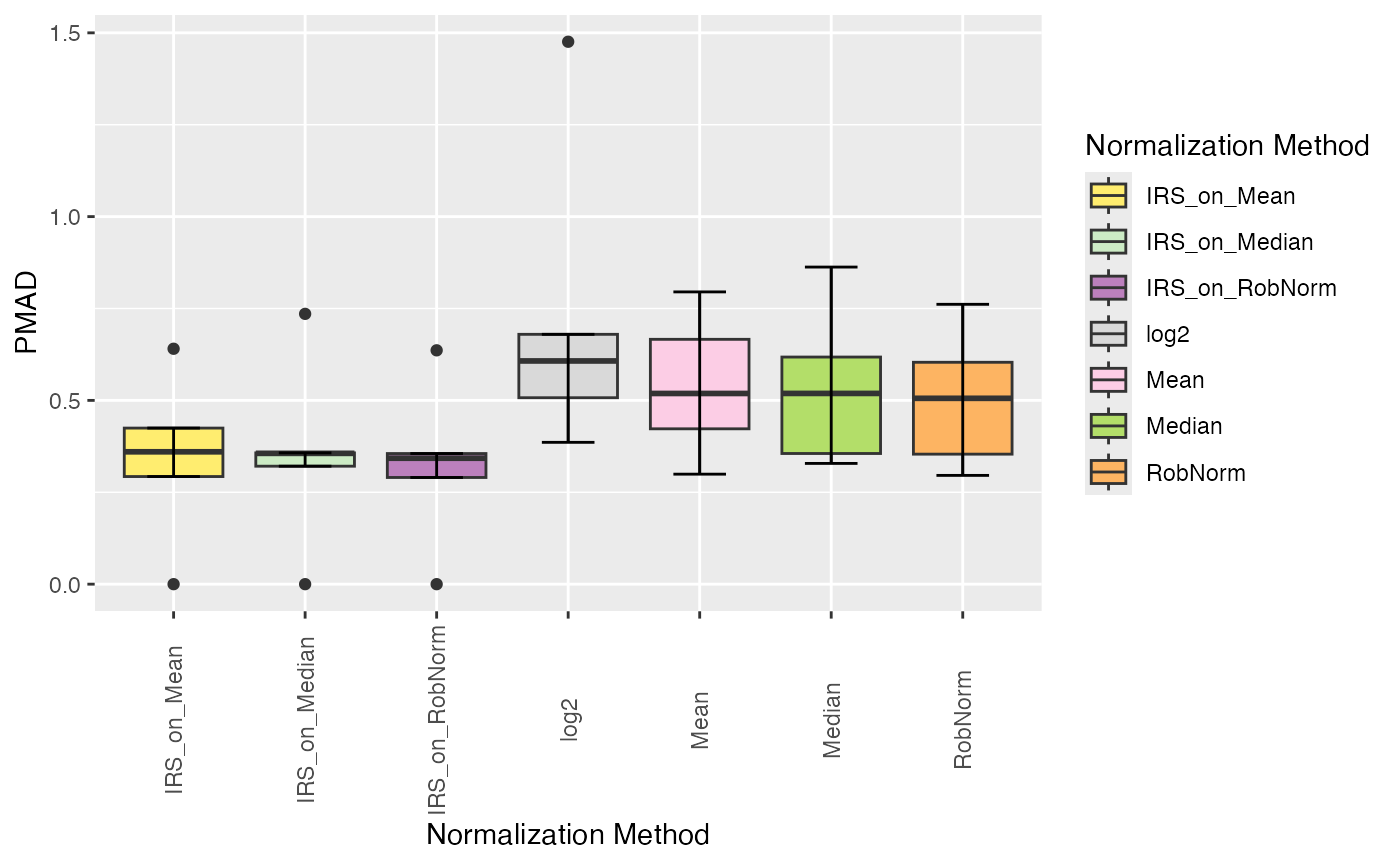 1.5
1.0
0.5
0.0
PMAD
IRS_on_Mean
IRS_on_Median
IRS_on_RobNorm
log2
Mean
Median
RobNorm
Normalization Method
Normalization Method
IRS_on_Mean
IRS_on_Median
IRS_on_RobNorm
log2
Mean
Median
RobNorm